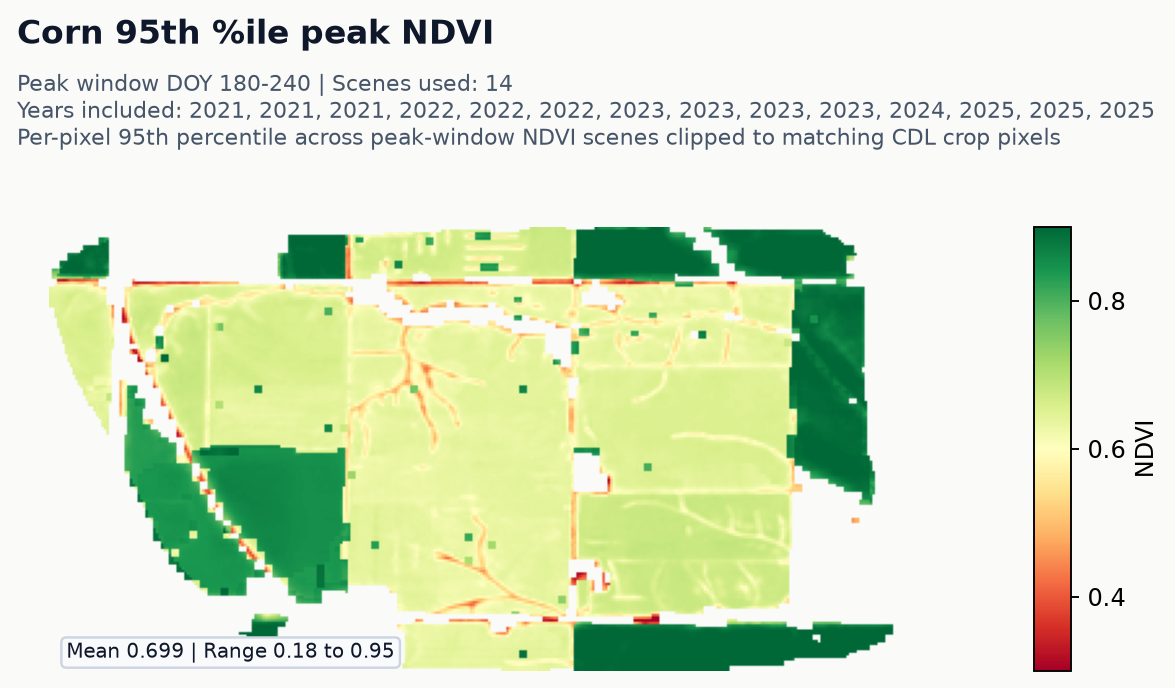 Corn 95th %ile peak NDVI
Peak window DOY 180-240 | Scenes used: 14
Years included: 2021, 2021, 2021, 2022, 2022, 2022, 2023, 2023, 2023, 2023, 2024, 2025, 2025, 2025
Per-pixel 95th percentile across peak-window NDVI scenes clipped to matching CDL crop pixels
0.8
0.6
NDVI
0.4
Mean 0.699 | Range 0.18 to 0.95